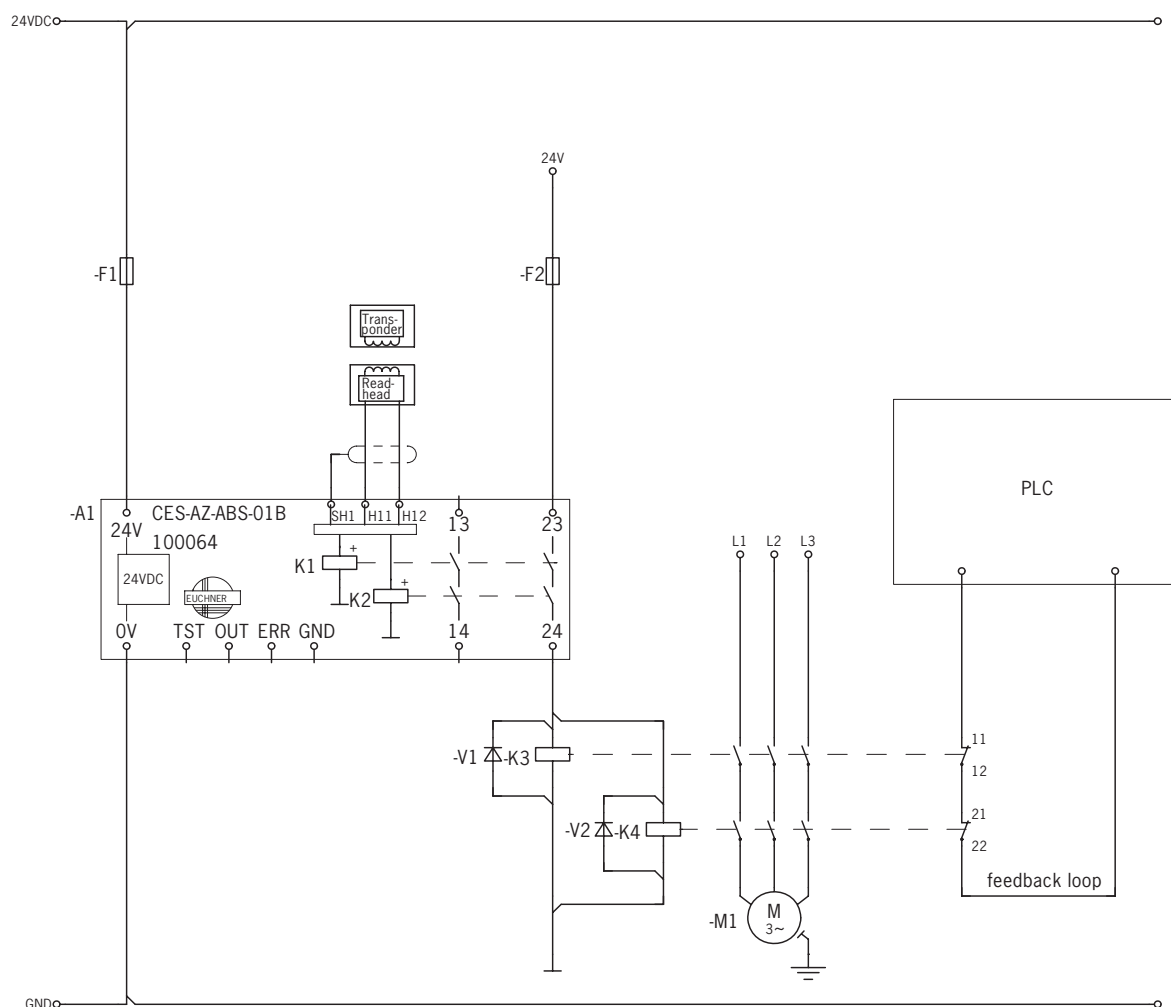 24VDC
24V
-F1
-F2
Trans-
ponder
Read-
head
PLC
-A1
24V
CES-AZ-ABS-01B
100064
SH1
H11
H12
13
23
24VDC
EUCHNER
K1
+
K2
+
0V
TST
OUT
ERR
GND
14
24
L1
L2
L3
-V1
-K3
11
12
-V2
-K4
21
22
feedback loop
-M1
M
3~
GND